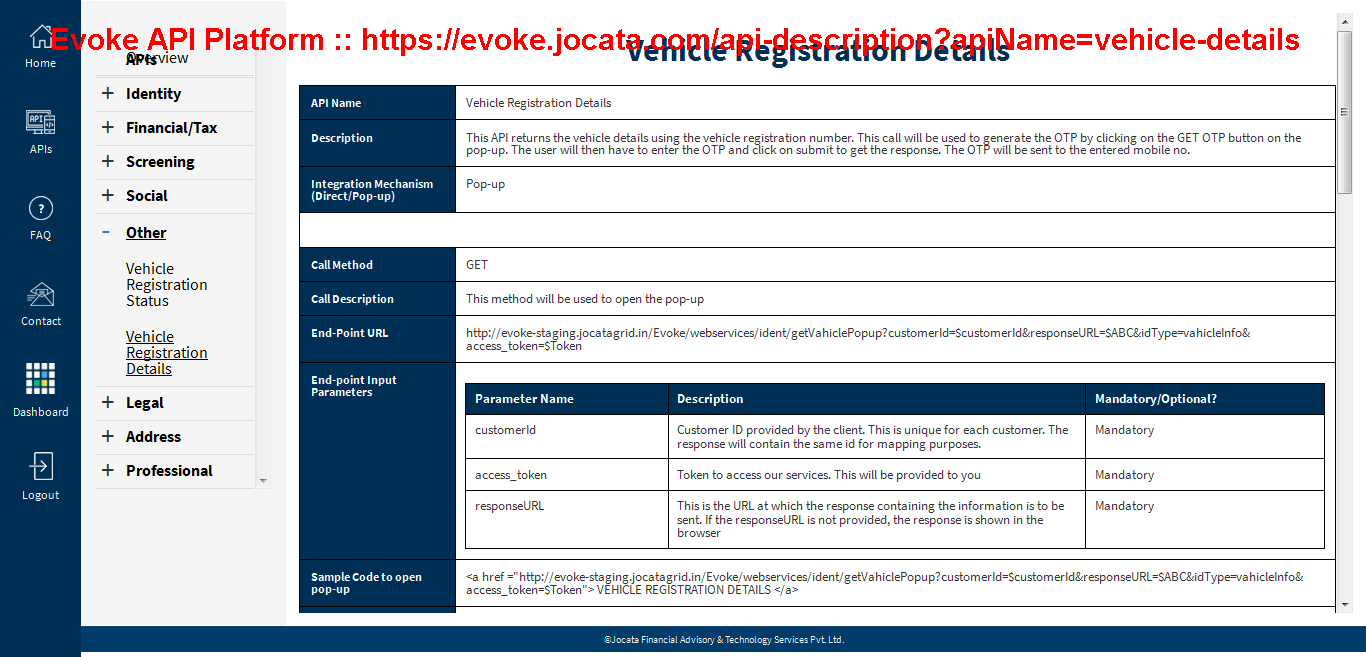 Evoke API Platform :: https://evoke.jocata.com/api-description?apiName=vehicle-details
Home
APIs
FAQ
?
Contact
Dashboard
Logout
APIs
Overview
+ Identity
+ Financial/Tax
+ Screening
+ Social
− Other
Vehicle
Registration
Status
Vehicle
Registration
Details
+ Legal
+ Address
+ Professional
Vehicle Registration Details
API Name
Vehicle Registration Details
Description
This API returns the vehicle details using the vehicle registration number. This call will be used to generate the OTP by clicking on the GET OTP button on the
pop-up. The user will then have to enter the OTP and click on submit to get the response. The OTP will be sent to the entered mobile no.
Integration Mechanism
(Direct/Pop-up)
Pop-up
Call Method
GET
Call Description
This method will be used to open the pop-up
End-Point URL
http://evoke-staging.jocatagrid.in/Evoke/webservices/ident/getVahiclePopup?customerId=$customerId&responseURL=$ABC&idType=vahicleInfo&
access_token=$Token
End-point Input
Parameters
Parameter Name Description Mandatory/Optional?
customerId
Customer ID provided by the client. This is unique for each customer. The
response will contain the same id for mapping purposes.
Mandatory
access_token
Token to access our services. This will be provided to you
Mandatory
responseURL
This is the URL at which the response containing the information is to be
sent. If the responseURL is not provided, the response is shown in the
browser
Mandatory
Sample Code to open
pop-up
<a href ="http://evoke-staging.jocatagrid.in/Evoke/webservices/ident/getVahiclePopup?customerId=$customerId&responseURL=$ABC&idType=vahicleInfo&
access_token=$Token"> VEHICLE REGISTRATION DETAILS </a>
©Jocata Financial Advisory & Technology Services Pvt. Ltd.